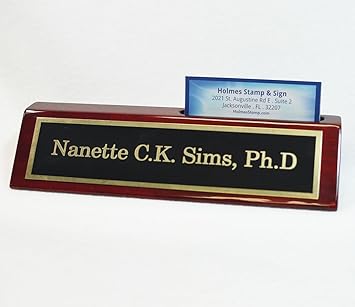 Holmes Stamp & Sign
2021 St. Augustine Rd E . Suite 2
Jacksonville . FL . 32207
HolmesStamp.com
Nanette C.K. Sims, Ph.D